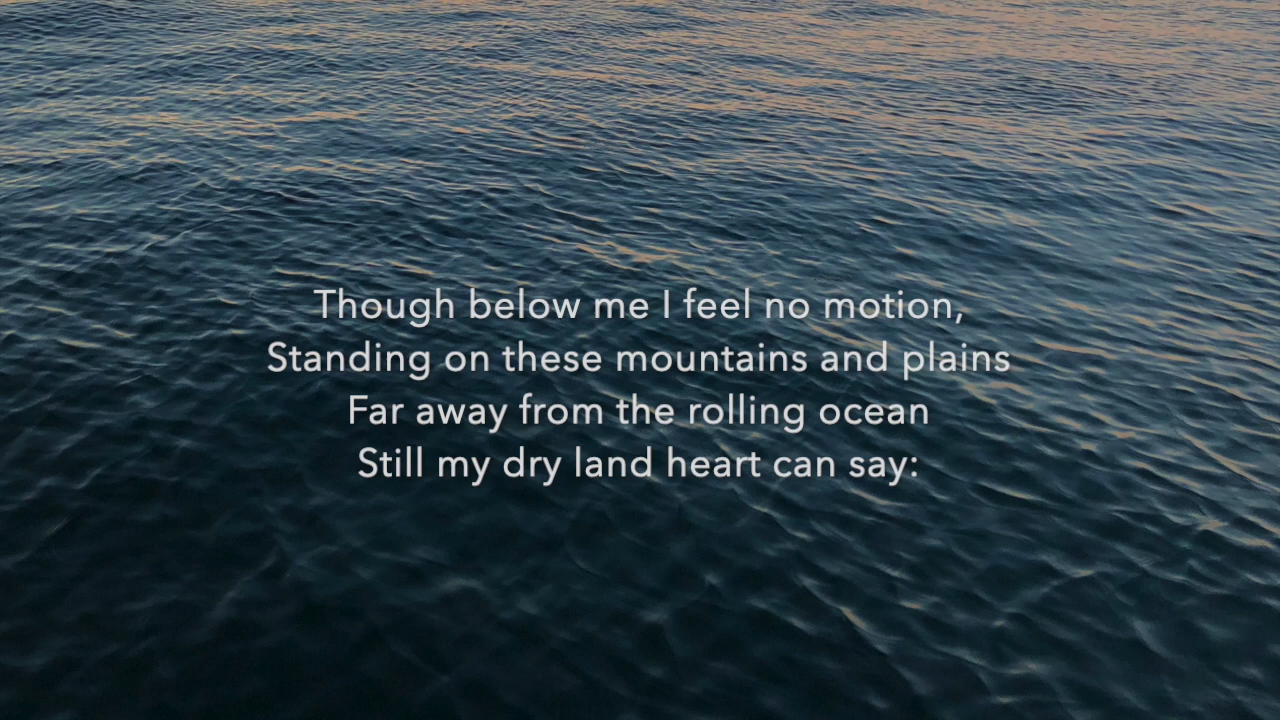 Though below me I feel no motion,
Standing on these mountains and plains
Far away from the rolling ocean
Still my dry land heart can say: